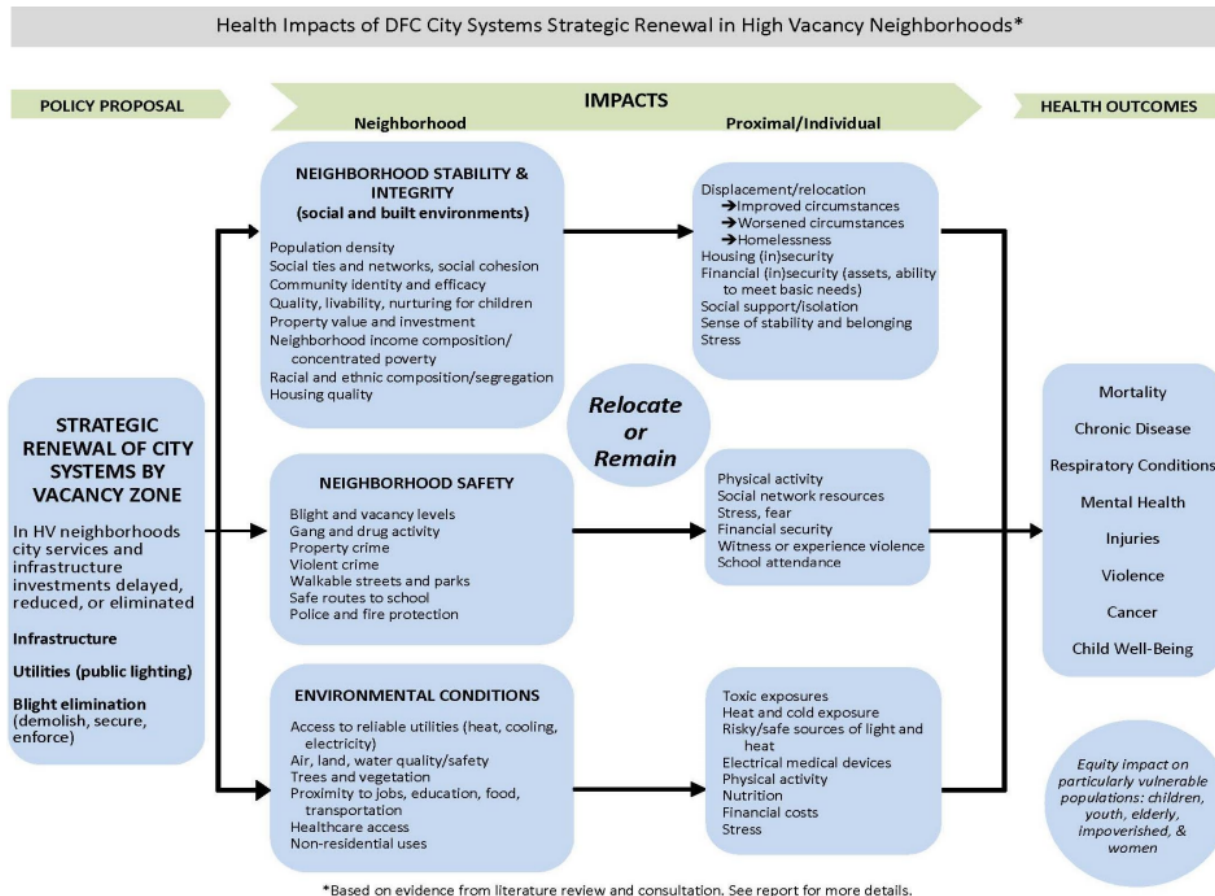 Health Impacts of DFC City Systems Strategic Renewal in High Vacancy Neighborhoods*
POLICY PROPOSAL
IMPACTS
Neighborhood
Proximal/Individual
HEALTH OUTCOMES
STRATEGIC
RENEWAL OF CITY
SYSTEMS BY
VACANCY ZONE
In HV neighborhoods
city services and
infrastructure
investments delayed,
reduced, or eliminated
Infrastructure
Utilities (public lighting)
Blight elimination
(demolish, secure,
enforce)
NEIGHBORHOOD STABILITY &
INTEGRITY
(social and built environments)
Population density
Social ties and networks, social cohesion
Community identity and efficacy
Quality, livability, nurturing for children
Property value and investment
Neighborhood income composition/
concentrated poverty
Racial and ethnic composition/segregation
Housing quality
Displacement/relocation
➔Improved circumstances
➔Worsened circumstances
➔Homelessness
Housing (in)security
Financial (in)security (assets, ability
to meet basic needs)
Social support/isolation
Sense of stability and belonging
Stress
Relocate
or
Remain
NEIGHBORHOOD SAFETY
Blight and vacancy levels
Gang and drug activity
Property crime
Violent crime
Walkable streets and parks
Safe routes to school
Police and fire protection
Physical activity
Social network resources
Stress, fear
Financial security
Witness or experience violence
School attendance
ENVIRONMENTAL CONDITIONS
Access to reliable utilities (heat, cooling,
electricity)
Air, land, water quality/safety
Trees and vegetation
Proximity to jobs, education, food,
transportation
Healthcare access
Non-residential uses
Toxic exposures
Heat and cold exposure
Risky/safe sources of light and
heat
Electrical medical devices
Physical activity
Nutrition
Financial costs
Stress
Mortality
Chronic Disease
Respiratory Conditions
Mental Health
Injuries
Violence
Cancer
Child Well-Being
Equity impact on
particularly vulnerable
populations: children,
youth, elderly,
impoverished, &
women
*Based on evidence from literature review and consultation. See report for more details.